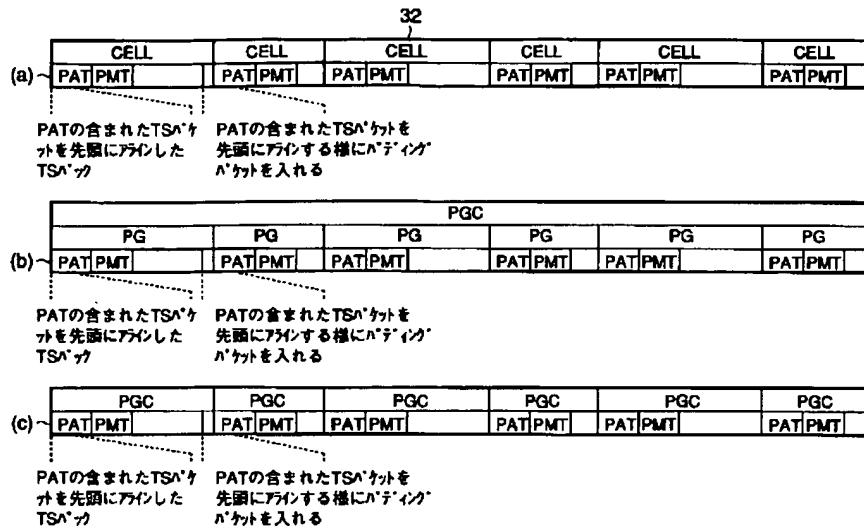 32
CELL CELL CELL CELL CELL CELL
(a) PAT PMT PAT PMT PAT PMT PAT PMT PAT PMT PAT PMT
PATの含まれたTSパケ
ットを先頭にアラインした
TSパック
PATの含まれたTSパケットを
先頭にアラインする様にパディング
パケットを入れる
PGC
PG PG PG PG PG PG
(b) PAT PMT PAT PMT PAT PMT PAT PMT PAT PMT PAT PMT
PATの含まれたTSパケ
ットを先頭にアラインした
TSパック
PATの含まれたTSパケットを
先頭にアラインする様にパディング
パケットを入れる
PGC PGC PGC PGC PGC PGC
(c) PAT PMT PAT PMT PAT PMT PAT PMT PAT PMT PAT PMT
PATの含まれたTSパケ
ットを先頭にアラインした
TSパック
PATの含まれたTSパケットを
先頭にアラインする様にパディング
パケットを入れる